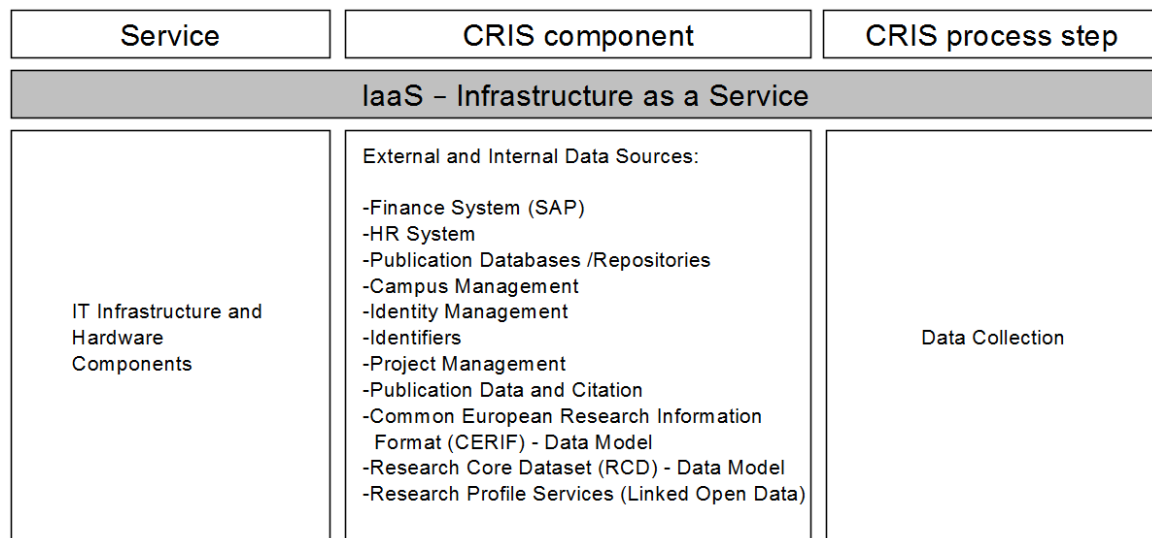 Service
CRIS component
CRIS process step
IaaS – Infrastructure as a Service
IT Infrastructure and
Hardware
Components
External and Internal Data Sources:
-Finance System (SAP)
-HR System
-Publication Databases /Repositories
-Campus Management
-Identity Management
-Identifiers
-Project Management
-Publication Data and Citation
-Common European Research Information
Format (CERIF) - Data Model
-Research Core Dataset (RCD) - Data Model
-Research Profile Services (Linked Open Data)
Data Collection